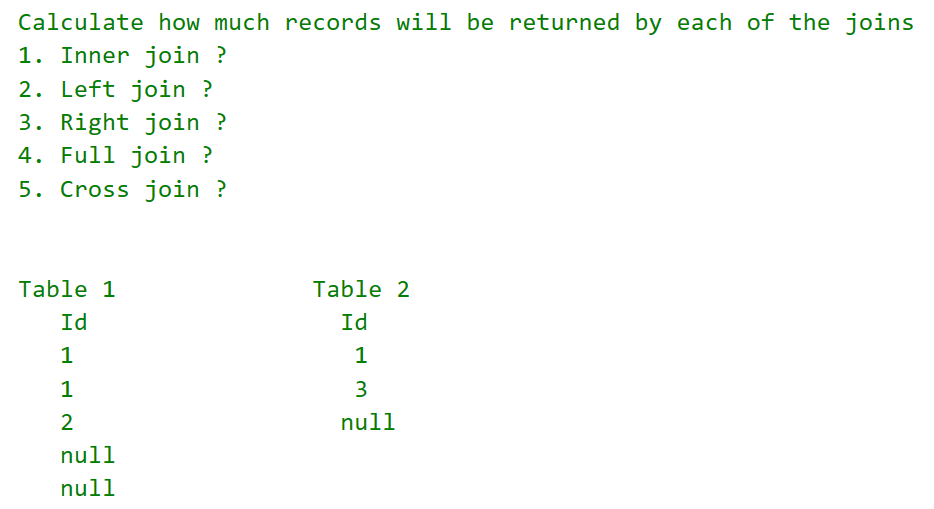 Calculate how much records will be returned by each of the joins
1. Inner join ?
2. Left join ?
3. Right join ?
4. Full join ?
5. Cross join ?
Table 1 Table 2
Id Id
1 1
1 3
2 null
null
null